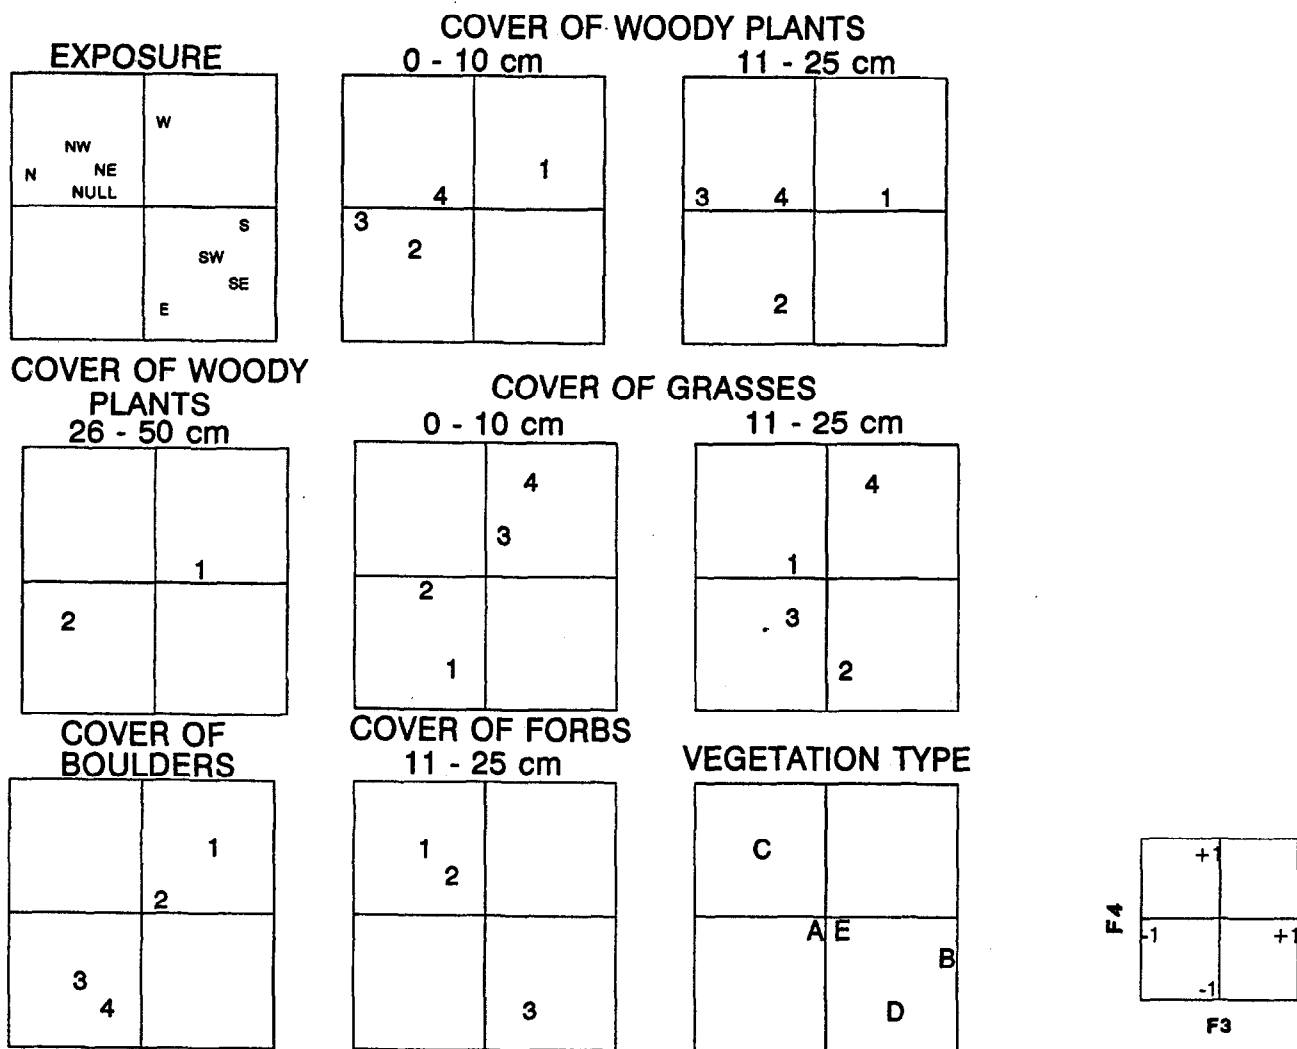 COVER OF WOODY PLANTS
EXPOSURE
0 - 10 cm
11 - 25 cm
W
NW
N
NE
NULL
S
SW
SE
E
1
4
3
2
3
4
1
2
COVER OF WOODY
PLANTS
26 - 50 cm
COVER OF GRASSES
0 - 10 cm
11 - 25 cm
1
2
4
3
2
1
4
1
3
2
COVER OF
BOULDERS
COVER OF FORBS
11 - 25 cm
VEGETATION TYPE
1
2
3
4
1
2
3
C
A
E
B
D
+1
F4
-1
+1
-1
F3